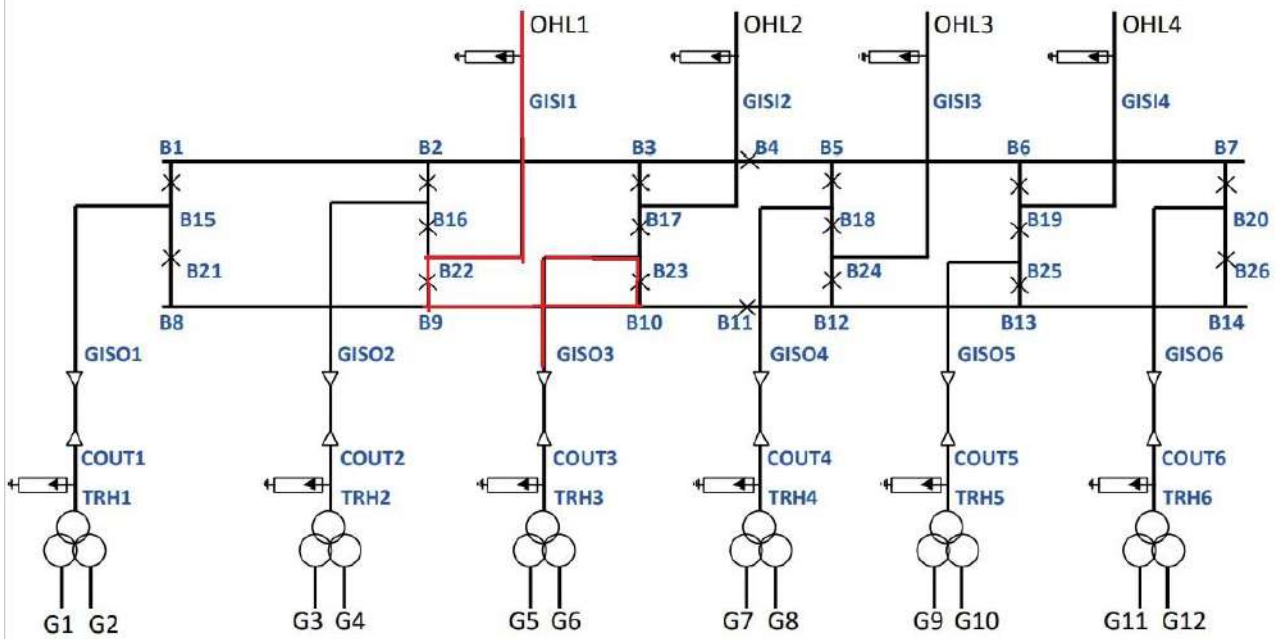 OHL1 OHL2 OHL3 OHL4
GISI1 GISI2 GISI3 GISI4
B1 B2 B3 B4 B5 B6 B7
B15 B16 B17 B18 B19 B20
B21 B22 B23 B24 B25 B26
B8 B9 B10 B11 B12 B13 B14
GISO1 GISO2 GISO3 GISO4 GISO5 GISO6
COUT1 COUT2 COUT3 COUT4 COUT5 COUT6
TRH1 TRH2 TRH3 TRH4 TRH5 TRH6
G1 G2 G3 G4 G5 G6 G7 G8 G9 G10 G11 G12